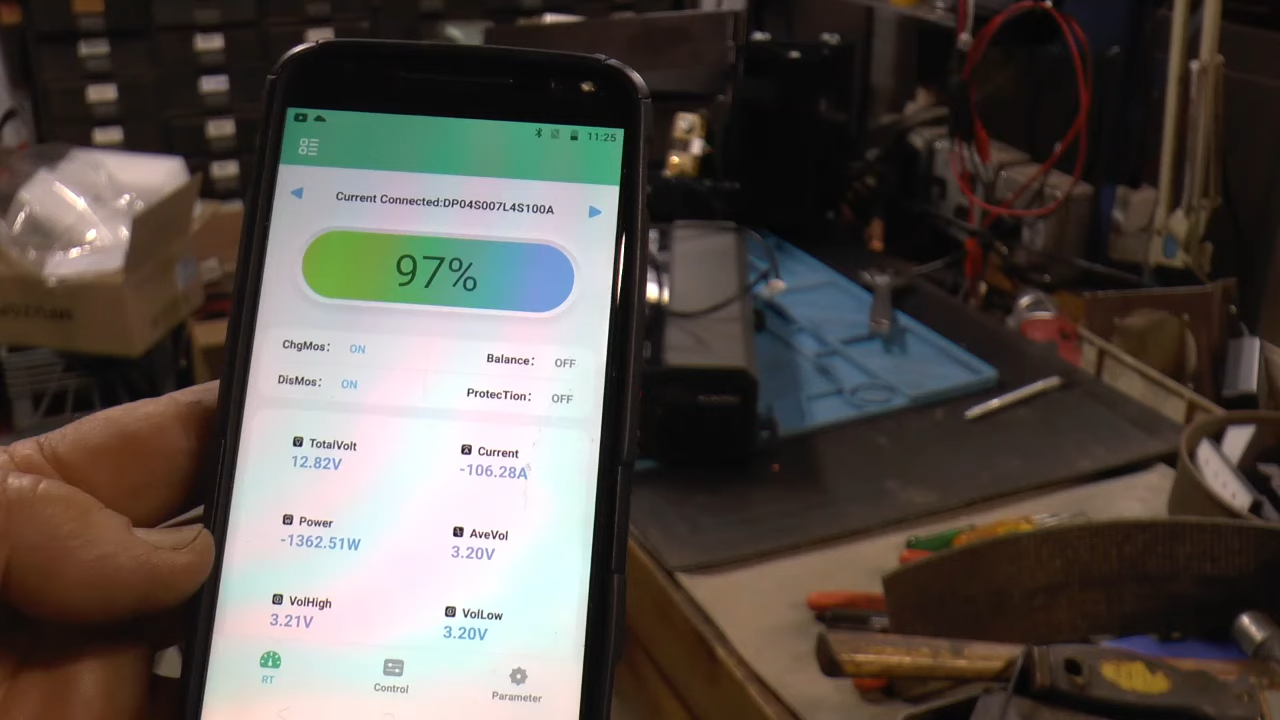 11:25
Current Connected:DP04S007L4S100A
97%
ChgMos: ON
Balance: OFF
DisMos: ON
ProtecTion: OFF
TotalVolt
12.82V
Current
-106.28A
Power
-1362.51W
AveVol
3.20V
VolHigh
3.21V
VolLow
3.20V
RT
Control
Parameter